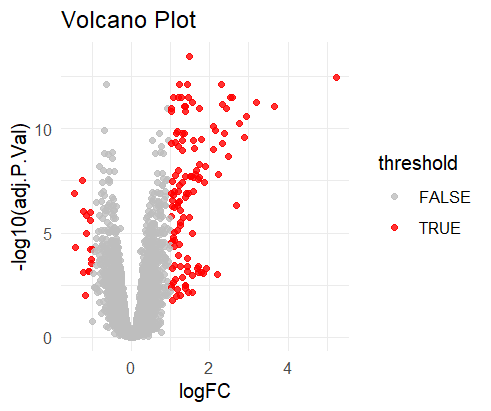 Volcano Plot
-log10(adj.P.Val)
10
5
0
0
2
4
logFC
threshold
FALSE
TRUE